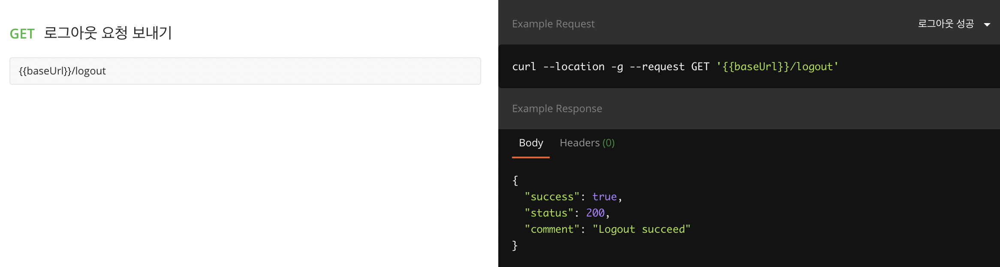 GET 로그아웃 요청 보내기
{{baseUrl}}/logout
Example Request
로그아웃 성공
curl --location -g --request GET '{{baseUrl}}/logout'
Example Response
Body Headers (0)
{
  "success": true,
  "status": 200,
  "comment": "Logout succeed"
}